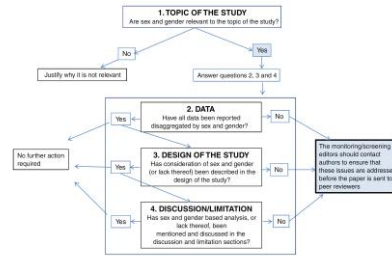 1. TOPIC OF THE STUDY
Are sex and gender relevant to the topic of the study?
No
Yes
Justify why it is not relevant
Answer questions 2, 3 and 4
2. DATA
Have all data been reported
disaggregated by sex and gender?
Yes
No
No further action
required
3. DESIGN OF THE STUDY
Has consideration of sex and gender
(or lack thereof) been described in the
design of the study?
Yes
No
The monitoring/screening
editors should contact
authors to ensure that
these issues are addresse
before the paper is sent to
peer reviewers
4. DISCUSSION/LIMITATION
Has sex and gender based analysis, or
lack thereof, been
mentioned and discussed in the
discussion and limitation sections?
Yes
No